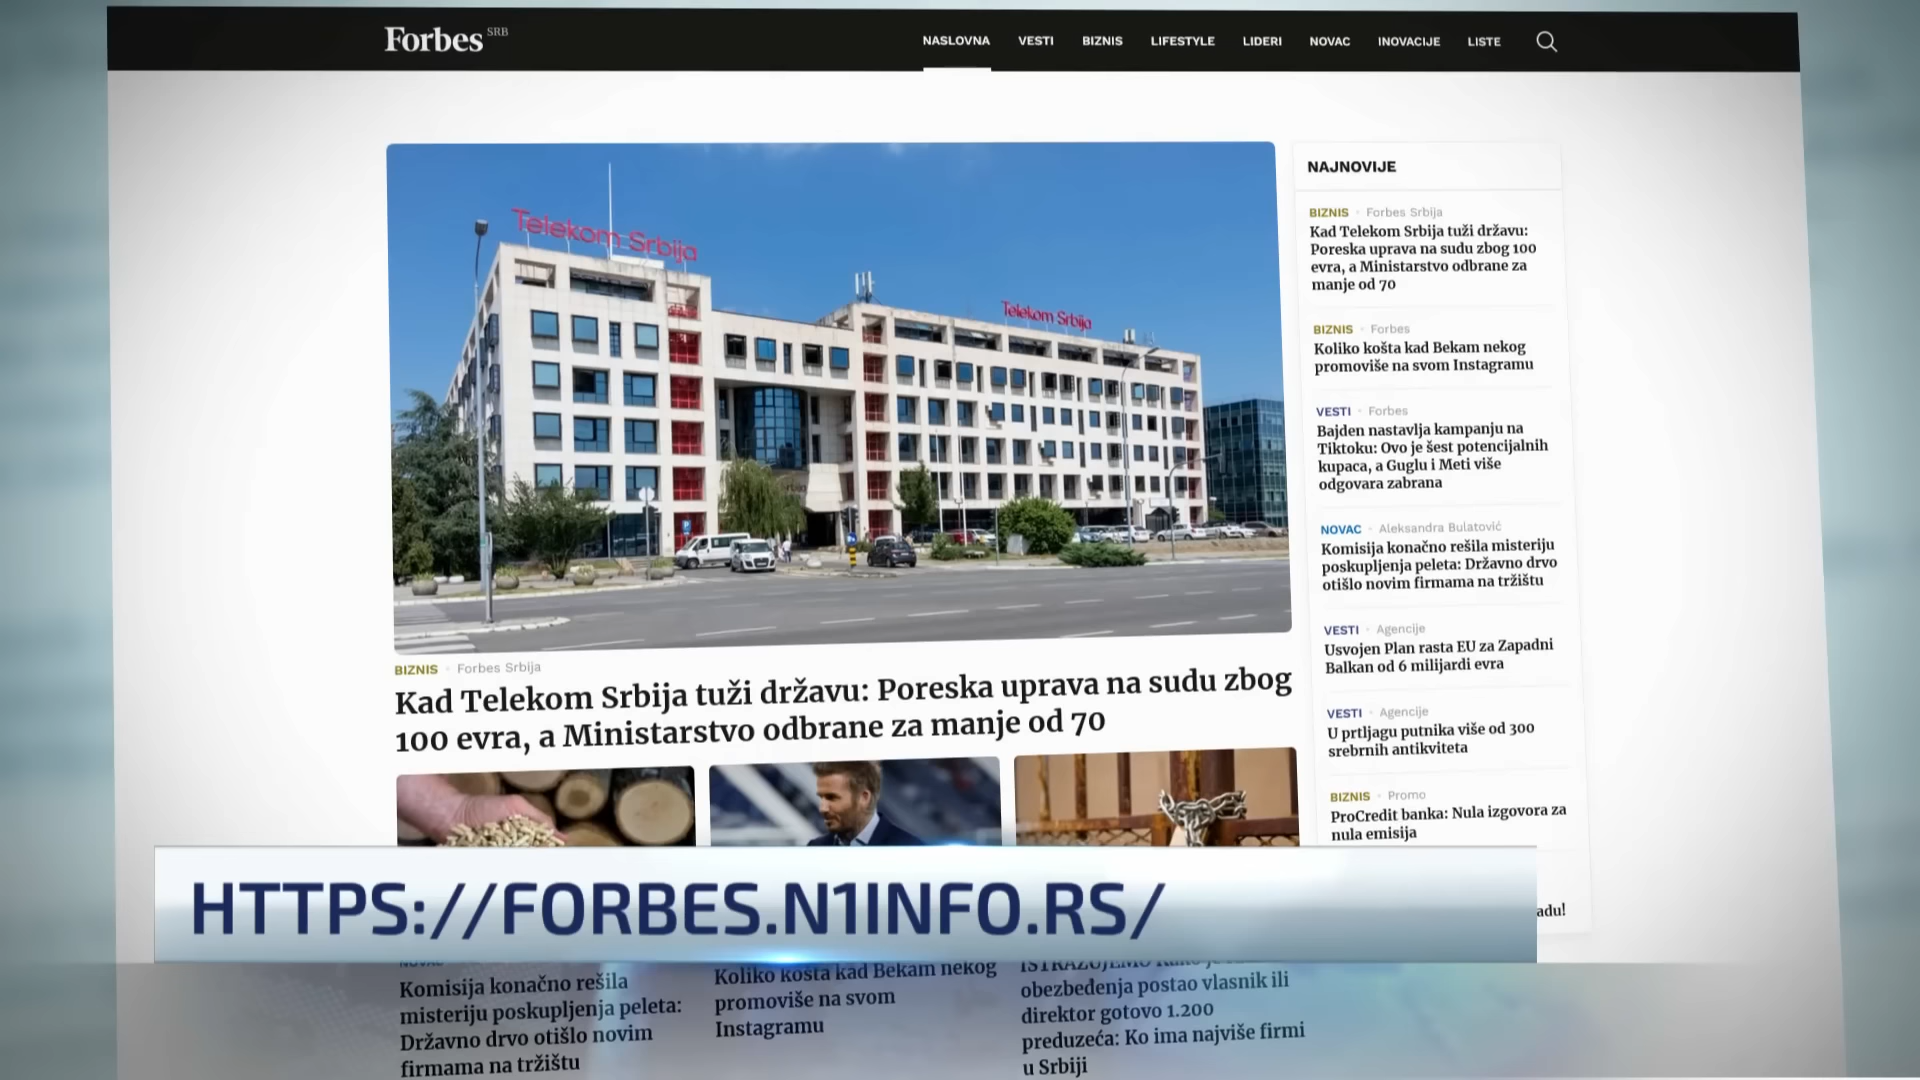 Forbes SRB
NASLOVNA VESTI BIZNIS LIFESTYLE LIDERI NOVAC INOVACIJE LISTE
Telekom Srbija
Telekom Srbija
BIZNIS Forbes Srbija
Kad Telekom Srbija tuži državu: Poreska uprava na sudu zbog
100 evra, a Ministarstvo odbrane za manje od 70
NAJNOVIJE
BIZNIS Forbes Srbija
Kad Telekom Srbija tuži državu:
Poreska uprava na sudu zbog 100
evra, a Ministarstvo odbrane za
manje od 70
BIZNIS Forbes
Koliko košta kad Bekam nekog
promoviše na svom Instagramu
VESTI Forbes
Bajden nastavlja kampanju na
Tiktoku: Ovo je šest potencijalnih
kupaca, a Guglu i Meti više
odgovara zabrana
NOVAC Aleksandra Bulatović
Komisija konačno rešila misteriju
poskupljenja peleta: Državno drvo
otišlo novim firmama na tržištu
VESTI Agencije
Usvojen Plan rasta EU za Zapadni
Balkan od 6 milijardi evra
VESTI Agencije
U prtljagu putnika više od 300
srebrnih antikviteta
BIZNIS Promo
ProCredit banka: Nula izgovora za
nula emisija
adu!
HTTPS://FORBES.N1INFO.RS/
NOVAC
Komisija konačno rešila
misteriju poskupljenja peleta:
Državno drvo otišlo novim
firmama na tržištu
Koliko košta kad Bekam nekog
promoviše na svom
Instagramu
ISTRAŽUJEMO
obezbeđenja postao vlasnik ili
direktor gotovo 1.200
preduzeća: Ko ima najviše firmi
u Srbiji